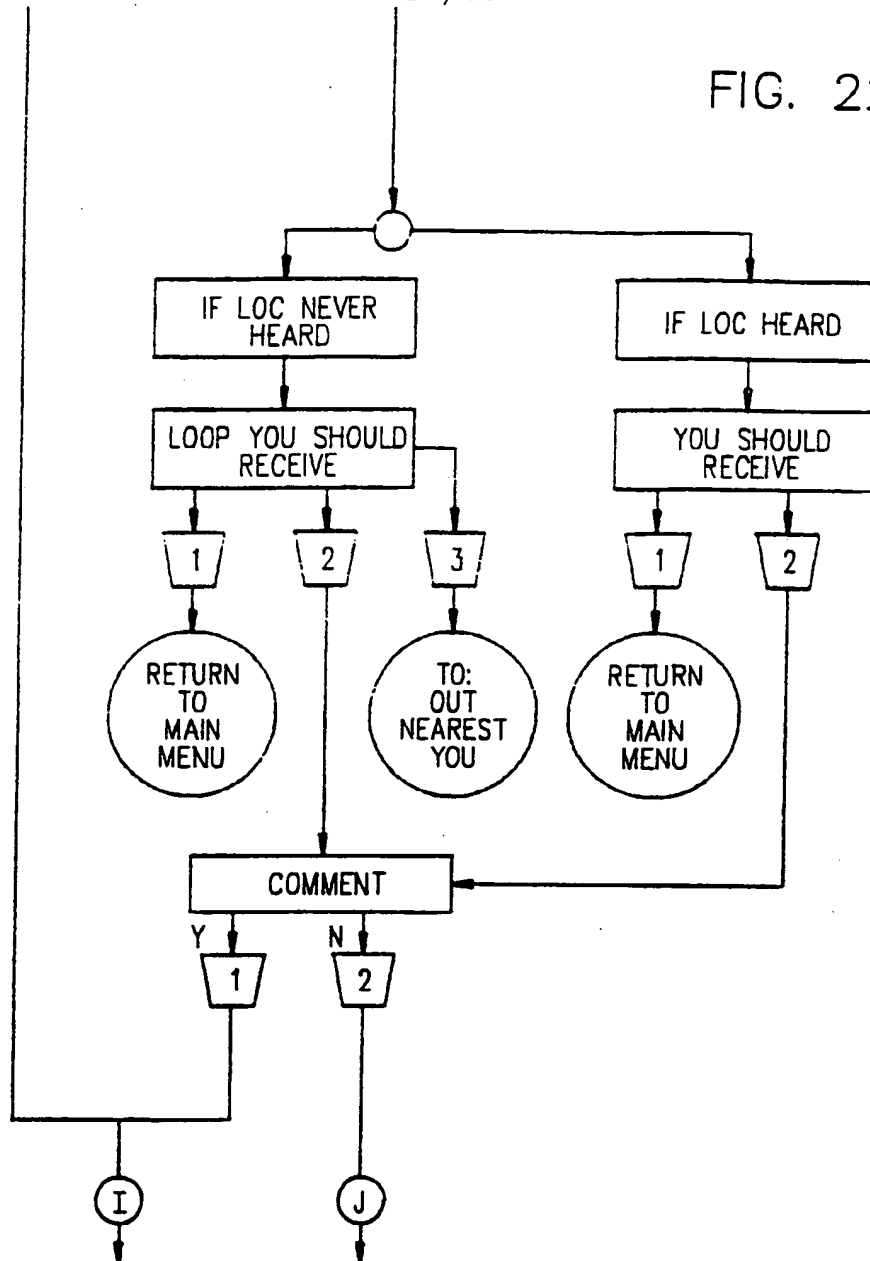 FIG. 22
IF LOC NEVER
HEARD
IF LOC HEARD
LOOP YOU SHOULD
RECEIVE
YOU SHOULD
RECEIVE
1
2
3
1
2
RETURN
TO
MAIN
MENU
TO:
OUT
NEAREST
YOU
RETURN
TO
MAIN
MENU
COMMENT
Y
N
1
2
I
J